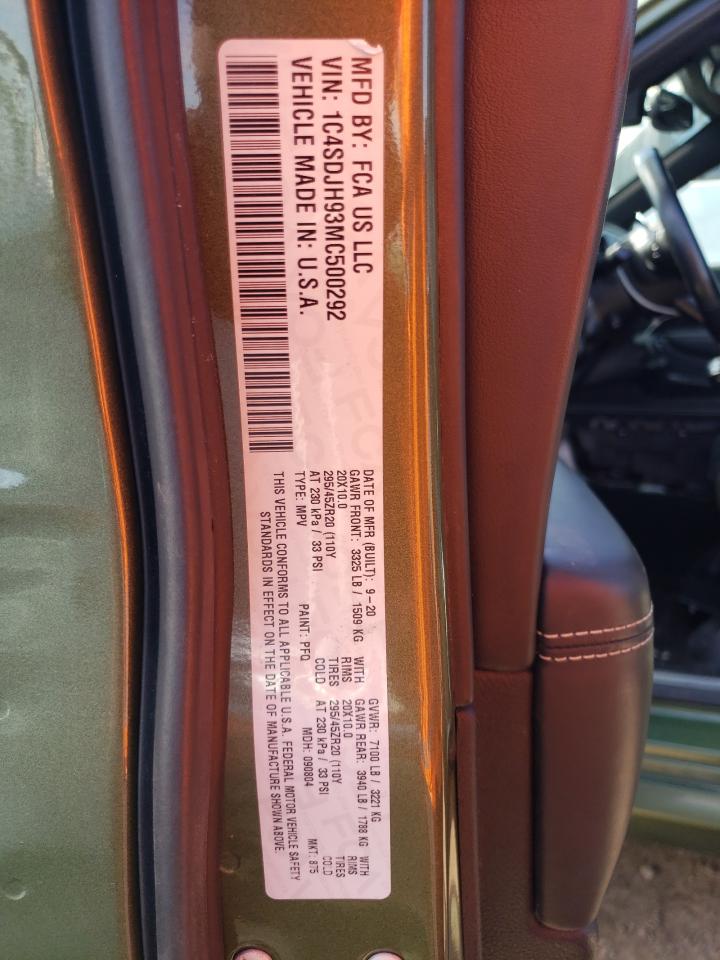 MFD BY: FCA US LLC
VIN: 1C4SDJH93MC500292
VEHICLE MADE IN: U.S.A.
DATE OF MFR (BUILT): 9-20 GVWR: 7100 LB / 3221 KG
GAWR FRONT: 3325 LB / 1509 KG WITH GAWR REAR: 3940 LB / 1788 KG WITH
20X10.0 RIMS 20X10.0 RIMS
295/45ZR20 (110Y TIRES 295/45ZR20 (110Y TIRES
AT 230 kPa / 33 PSI COLD AT 230 kPa / 33 PSI COLD
TYPE: MPV PAINT: PFQ MDH: 090804 MKT: 875
THIS VEHICLE CONFORMS TO ALL APPLICABLE U.S.A. FEDERAL MOTOR VEHICLE SAFETY
STANDARDS IN EFFECT ON THE DATE OF MANUFACTURE SHOWN ABOVE.